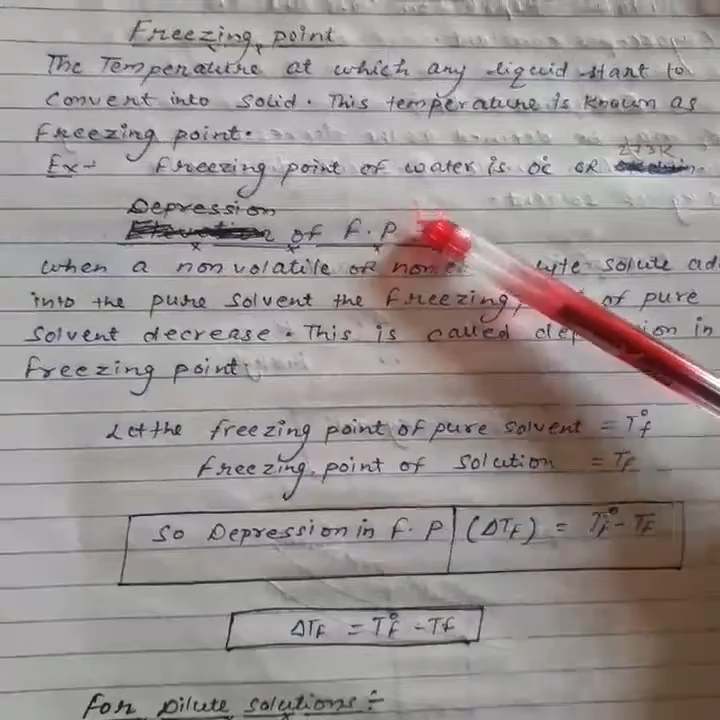 Freezing point
The Temperature at which any liquid start to
Convert into solid. This temperature is known as
freezing point.
Ex→ freezing point of water is 0c OR 273K
Depression
of F.P
when a non volatile or non solute ad
into the pure solvent the freezing of pure
Solvent decrease. This is called in
freezing point
Let the freezing point of pure solvent = T°f
freezing point of solution = Tf
So Depression in f.P (ΔTf) = T°f - Tf
ΔTf = T°f - Tf
for Dilute solutions :-